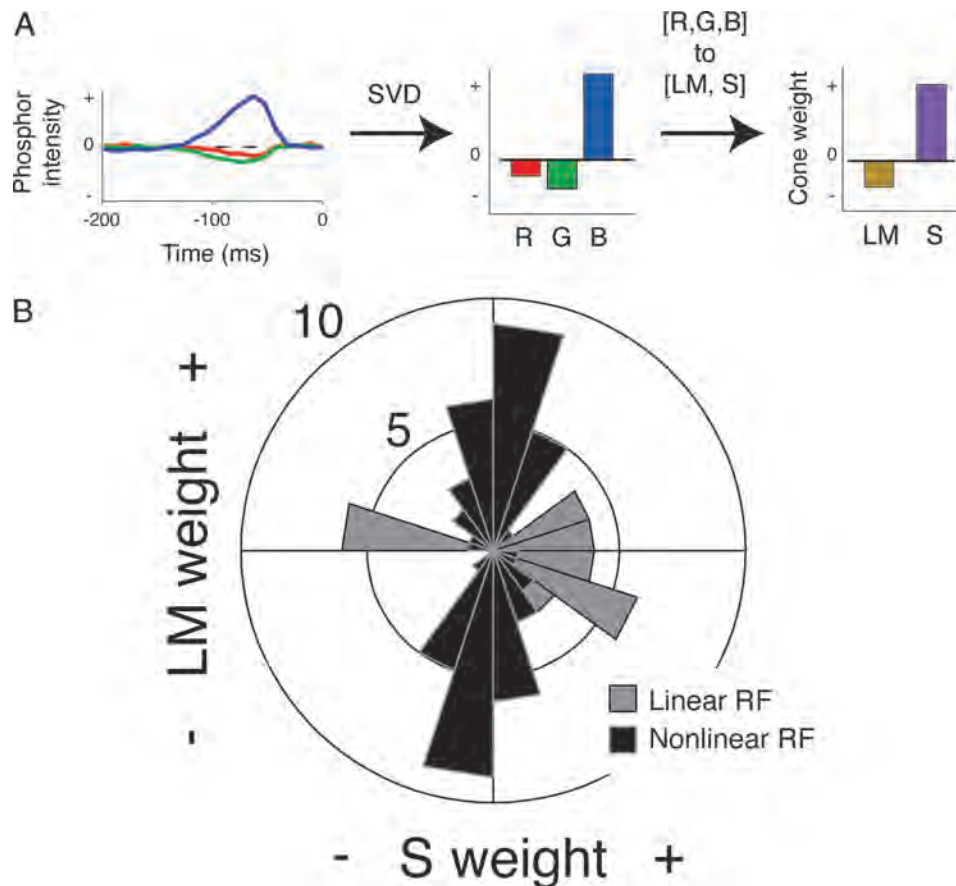 A
Phosphor
intensity
+
0
-
-200
-100
0
Time (ms)
SVD
+
0
-
R G B
[R,G,B]
to
[LM, S]
Cone weight
+
0
-
LM S
B
10
5
- LM weight +
Linear RF
Nonlinear RF
- S weight +